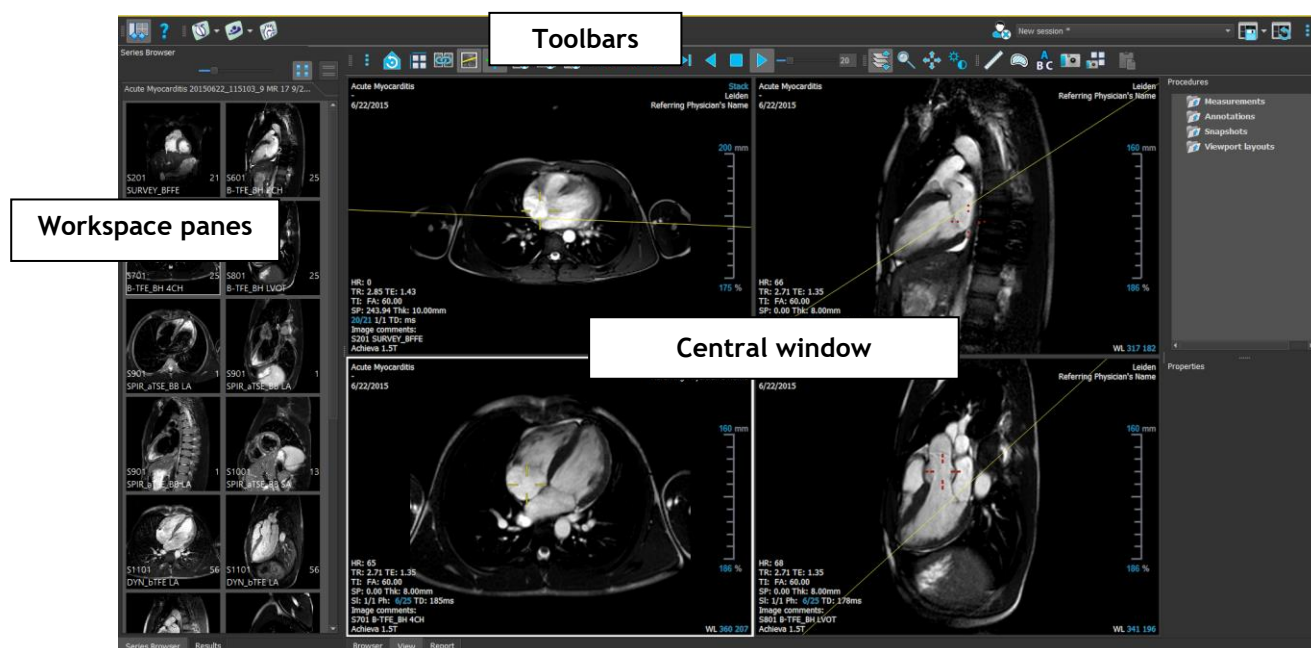 Toolbars
New session *
Series Browser
20
A
B C
Acute Myocarditis 20150622_115103_9 MR 17 9/2...
S201 21
SURVEY_BFFE
S601 25
B-TFE_BH 2CH
Workspace panes
S701 25
B-TFE_BH 4CH
S801 25
B-TFE_BH LVOT
S901 1
SPIR_aTSE_BB LA
S901 1
SPIR_aTSE_BB LA
S901 1
SPIR_aTSE_BB LA
S1001 13
SPIR_aTSE_BB SA
S1101 56
DYN_bTFE LA
S1101 56
DYN_bTFE LA
Series Browser Results
Acute Myocarditis
-
6/22/2015
Stack
Leiden
Referring Physician's Name
200 mm
175 %
HR: 0
TR: 2.85 TE: 1.43
TI: FA: 60.00
SP: 243.94 Thk: 10.00mm
20/21 1/1 TD: ms
Image comments:
S201 SURVEY_BFFE
Achieva 1.5T
Acute Myocarditis
-
6/22/2015
Leiden
Referring Physician's Name
160 mm
186 %
HR: 66
TR: 2.71 TE: 1.35
TI: FA: 60.00
SP: 0.00 Thk: 8.00mm
WL 317 182
Central window
Acute Myocarditis
-
6/22/2015
160 mm
186 %
HR: 65
TR: 2.71 TE: 1.35
TI: FA: 60.00
SP: 0.00 Thk: 8.00mm
Sl: 1/1 Ph: 6/25 TD: 185ms
Image comments:
S701 B-TFE_BH 4CH
Achieva 1.5T
WL 360 207
6/22/2015
Leiden
Referring Physician's Name
160 mm
186 %
HR: 68
TR: 2.71 TE: 1.35
TI: FA: 60.00
SP: 0.00 Thk: 8.00mm
Sl: 1/1 Ph: 6/25 TD: 178ms
Image comments:
S801 B-TFE_BH LVOT
Achieva 1.5T
WL 341 196
Browser View Report
Procedures
Measurements
Annotations
Snapshots
Viewport layouts
Properties